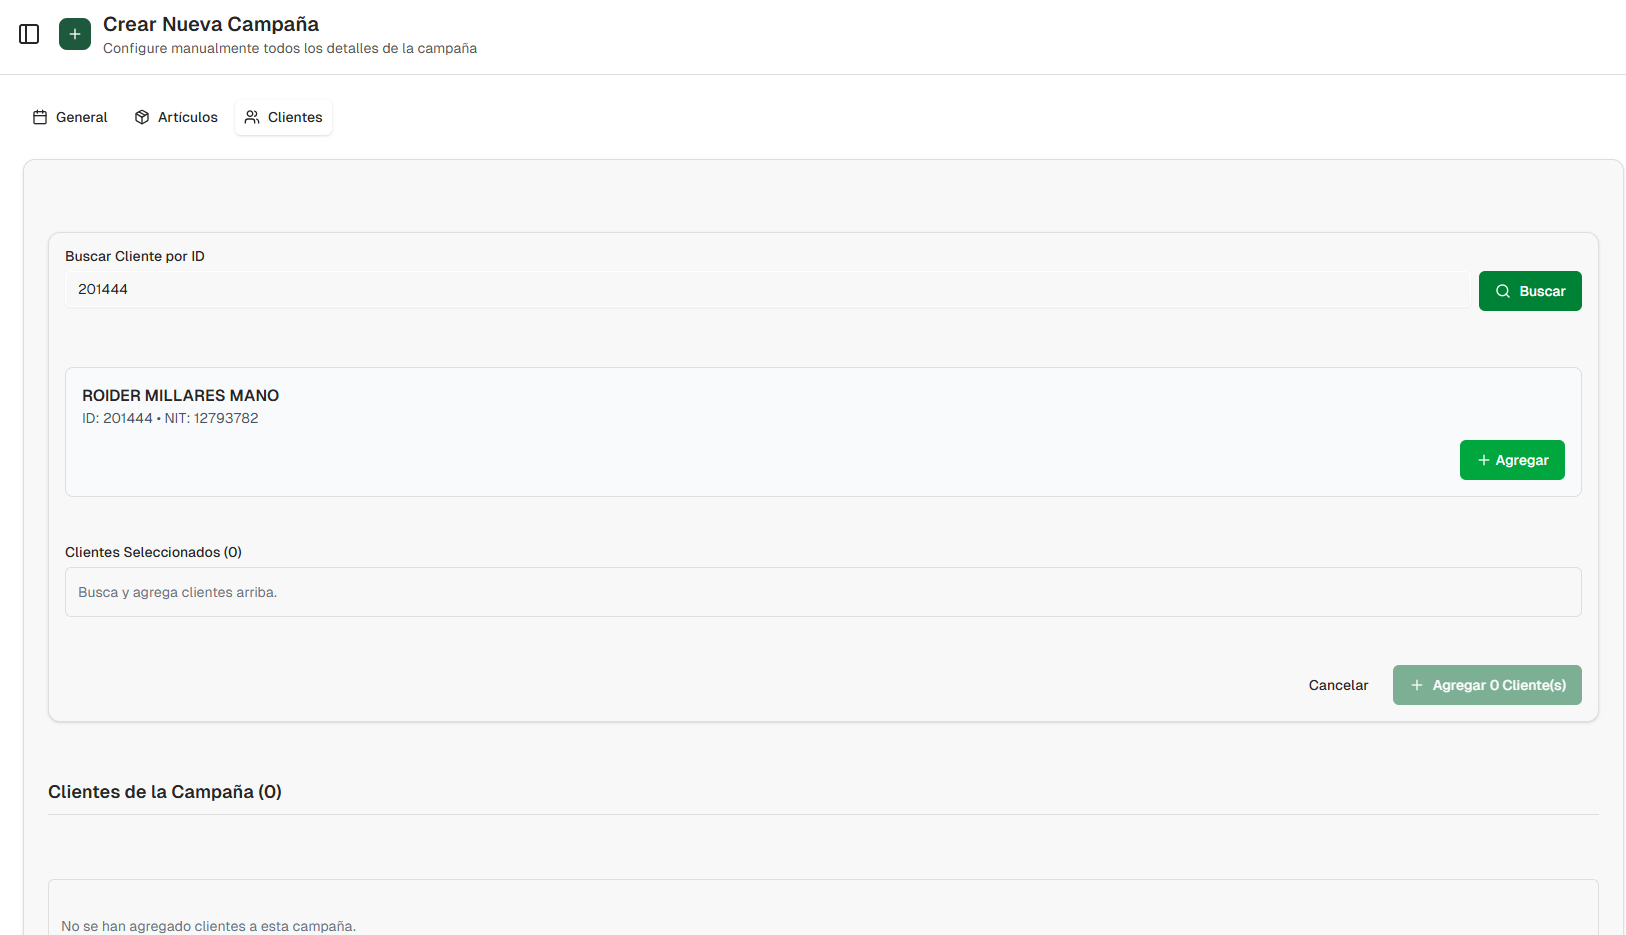 Crear Nueva Campaña
Configure manualmente todos los detalles de la campaña
General
Artículos
Clientes
Buscar Cliente por ID
201444
Buscar
ROIDER MILLARES MANO
ID: 201444 • NIT: 12793782
Agregar
Clientes Seleccionados (0)
Busca y agrega clientes arriba.
Cancelar
Agregar 0 Cliente(s)
Clientes de la Campaña (0)
No se han agregado clientes a esta campaña.